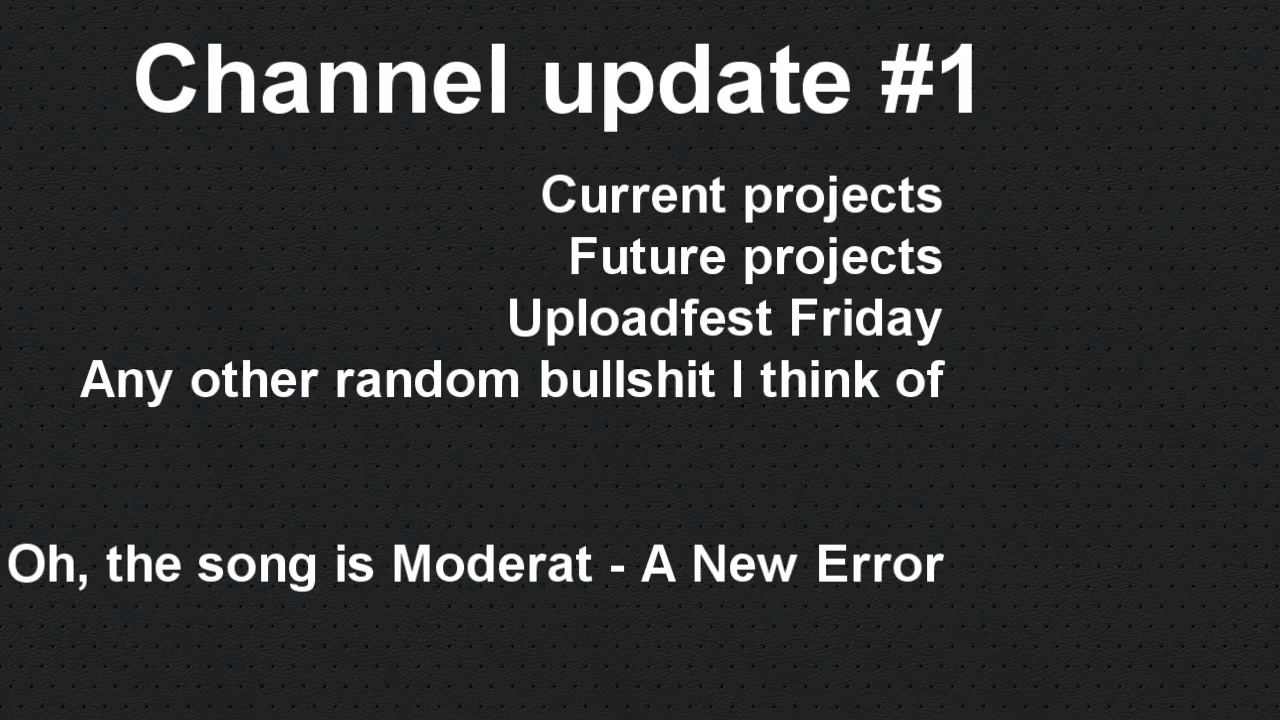 Channel update #1
Current projects
Future projects
Uploadfest Friday
Any other random bullshit I think of
Oh, the song is Moderat - A New Error